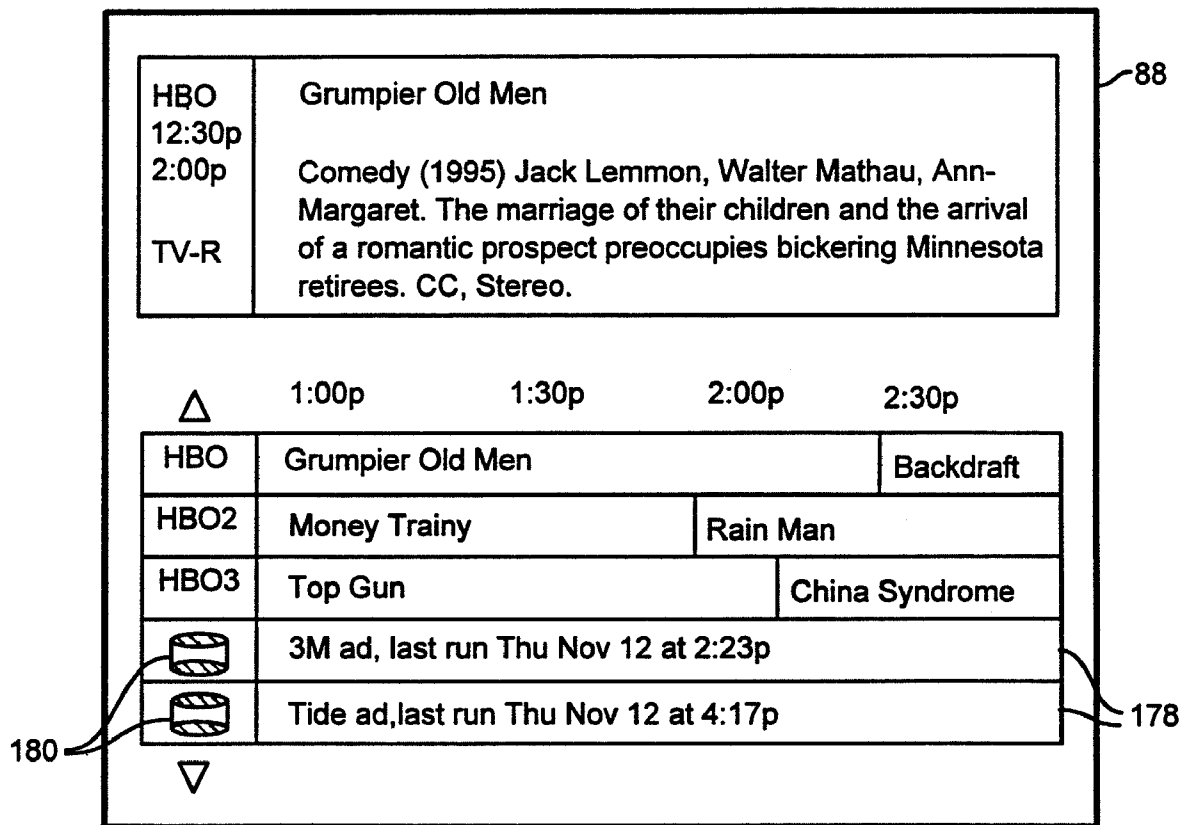 88
HBO
12:30p
2:00p
TV-R
Grumpier Old Men
Comedy (1995) Jack Lemmon, Walter Mathau, Ann-
Margaret. The marriage of their children and the arrival
of a romantic prospect preoccupies bickering Minnesota
retirees. CC, Stereo.
1:00p 1:30p 2:00p 2:30p
HBO Grumpier Old Men Backdraft
HBO2 Money Trainy Rain Man
HBO3 Top Gun China Syndrome
3M ad, last run Thu Nov 12 at 2:23p
Tide ad,last run Thu Nov 12 at 4:17p
180
178